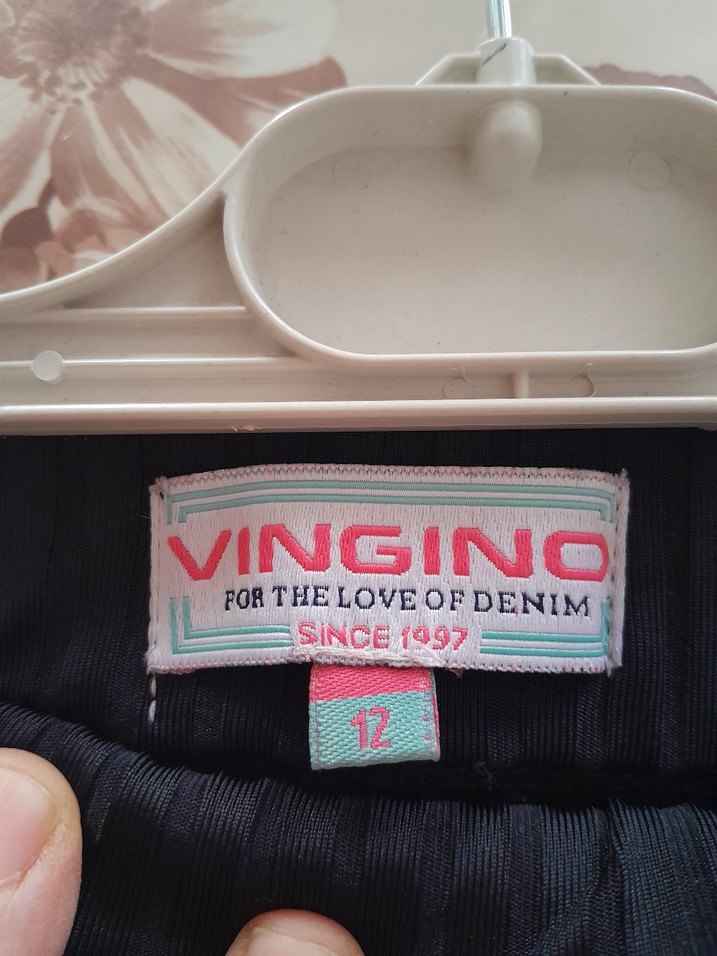 VINGINO
FOR THE LOVE OF DENIM
SINCE 1997
12